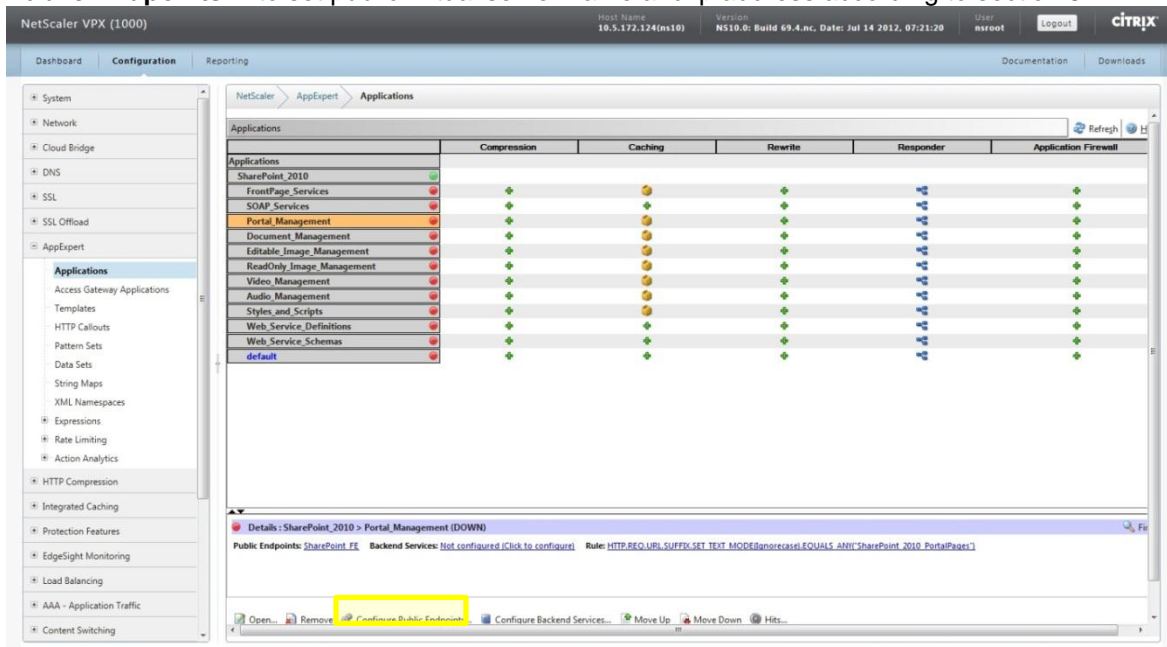 NetScaler VPX (1000)
Host Name
10.5.172.124(ns10)
Version
NS10.0: Build 69.4.nc, Date: Jul 14 2012, 07:21:20
User
nsroot
Logout
CITRIX
Dashboard Configuration Reporting Documentation Downloads
System
Network
Cloud Bridge
DNS
SSL
SSL Offload
AppExpert
Applications
Access Gateway Applications
Templates
HTTP Callouts
Pattern Sets
Data Sets
String Maps
XML Namespaces
Expressions
Rate Limiting
Action Analytics
HTTP Compression
Integrated Caching
Protection Features
EdgeSight Monitoring
Load Balancing
AAA - Application Traffic
Content Switching
NetScaler AppExpert Applications
Applications Refresh H
Compression Caching Rewrite Responder Application Firewall
Applications
SharePoint_2010
FrontPage_Services
SOAP_Services
Portal_Management
Document_Management
Editable_Image_Management
ReadOnly_Image_Management
Video_Management
Audio_Management
Styles_and_Scripts
Web_Service_Definitions
Web_Service_Schemas
default
Details : SharePoint_2010 > Portal_Management (DOWN) Fi
Public Endpoints: SharePoint_FE Backend Services: Not configured (Click to configure) Rule: HTTP.REQ.URL.SUFFIX.SET_TEXT_MODE(Ignorecase).EQUALS_ANY("SharePoint_2010_PortalPages")
Open... Remove Configure Public Endpoints... Configure Backend Services... Move Up Move Down Hits...